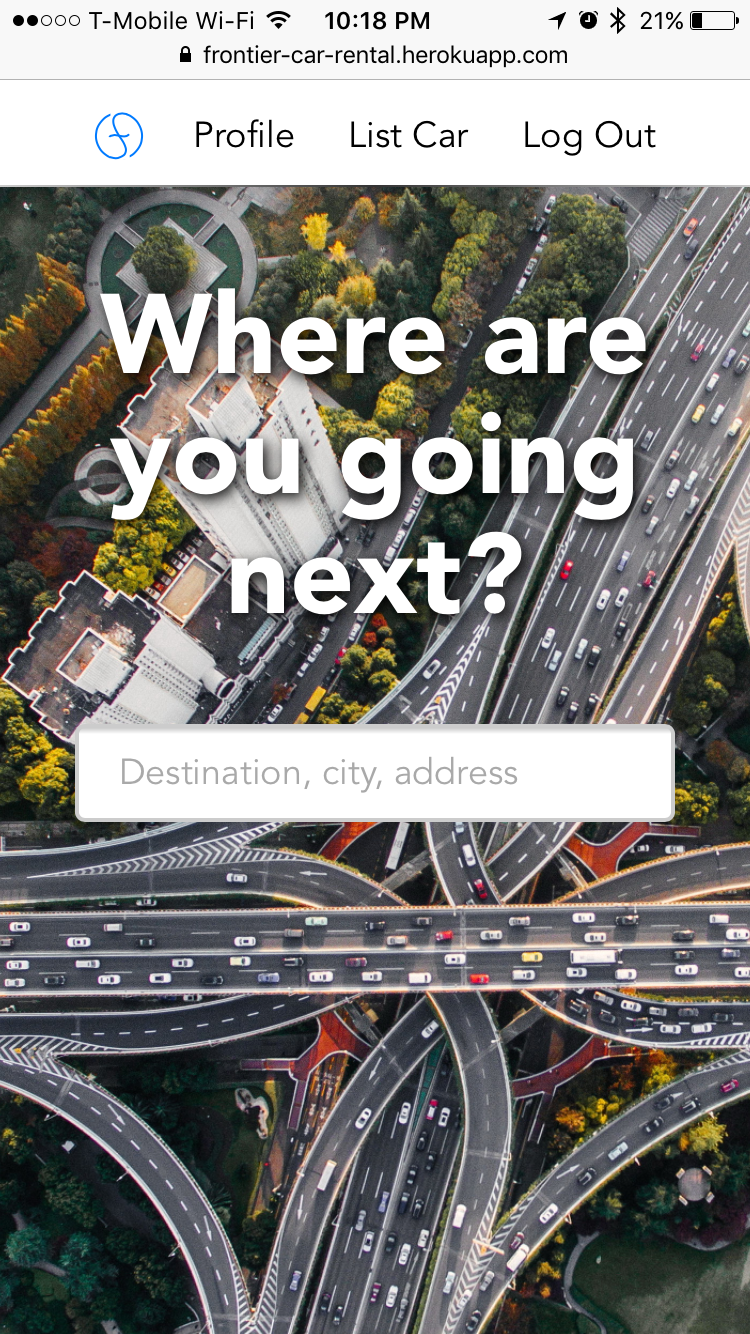 T-Mobile Wi-Fi 10:18 PM 21%
frontier-car-rental.herokuapp.com
Profile List Car Log Out
Where are
you going
next?
Destination, city, address